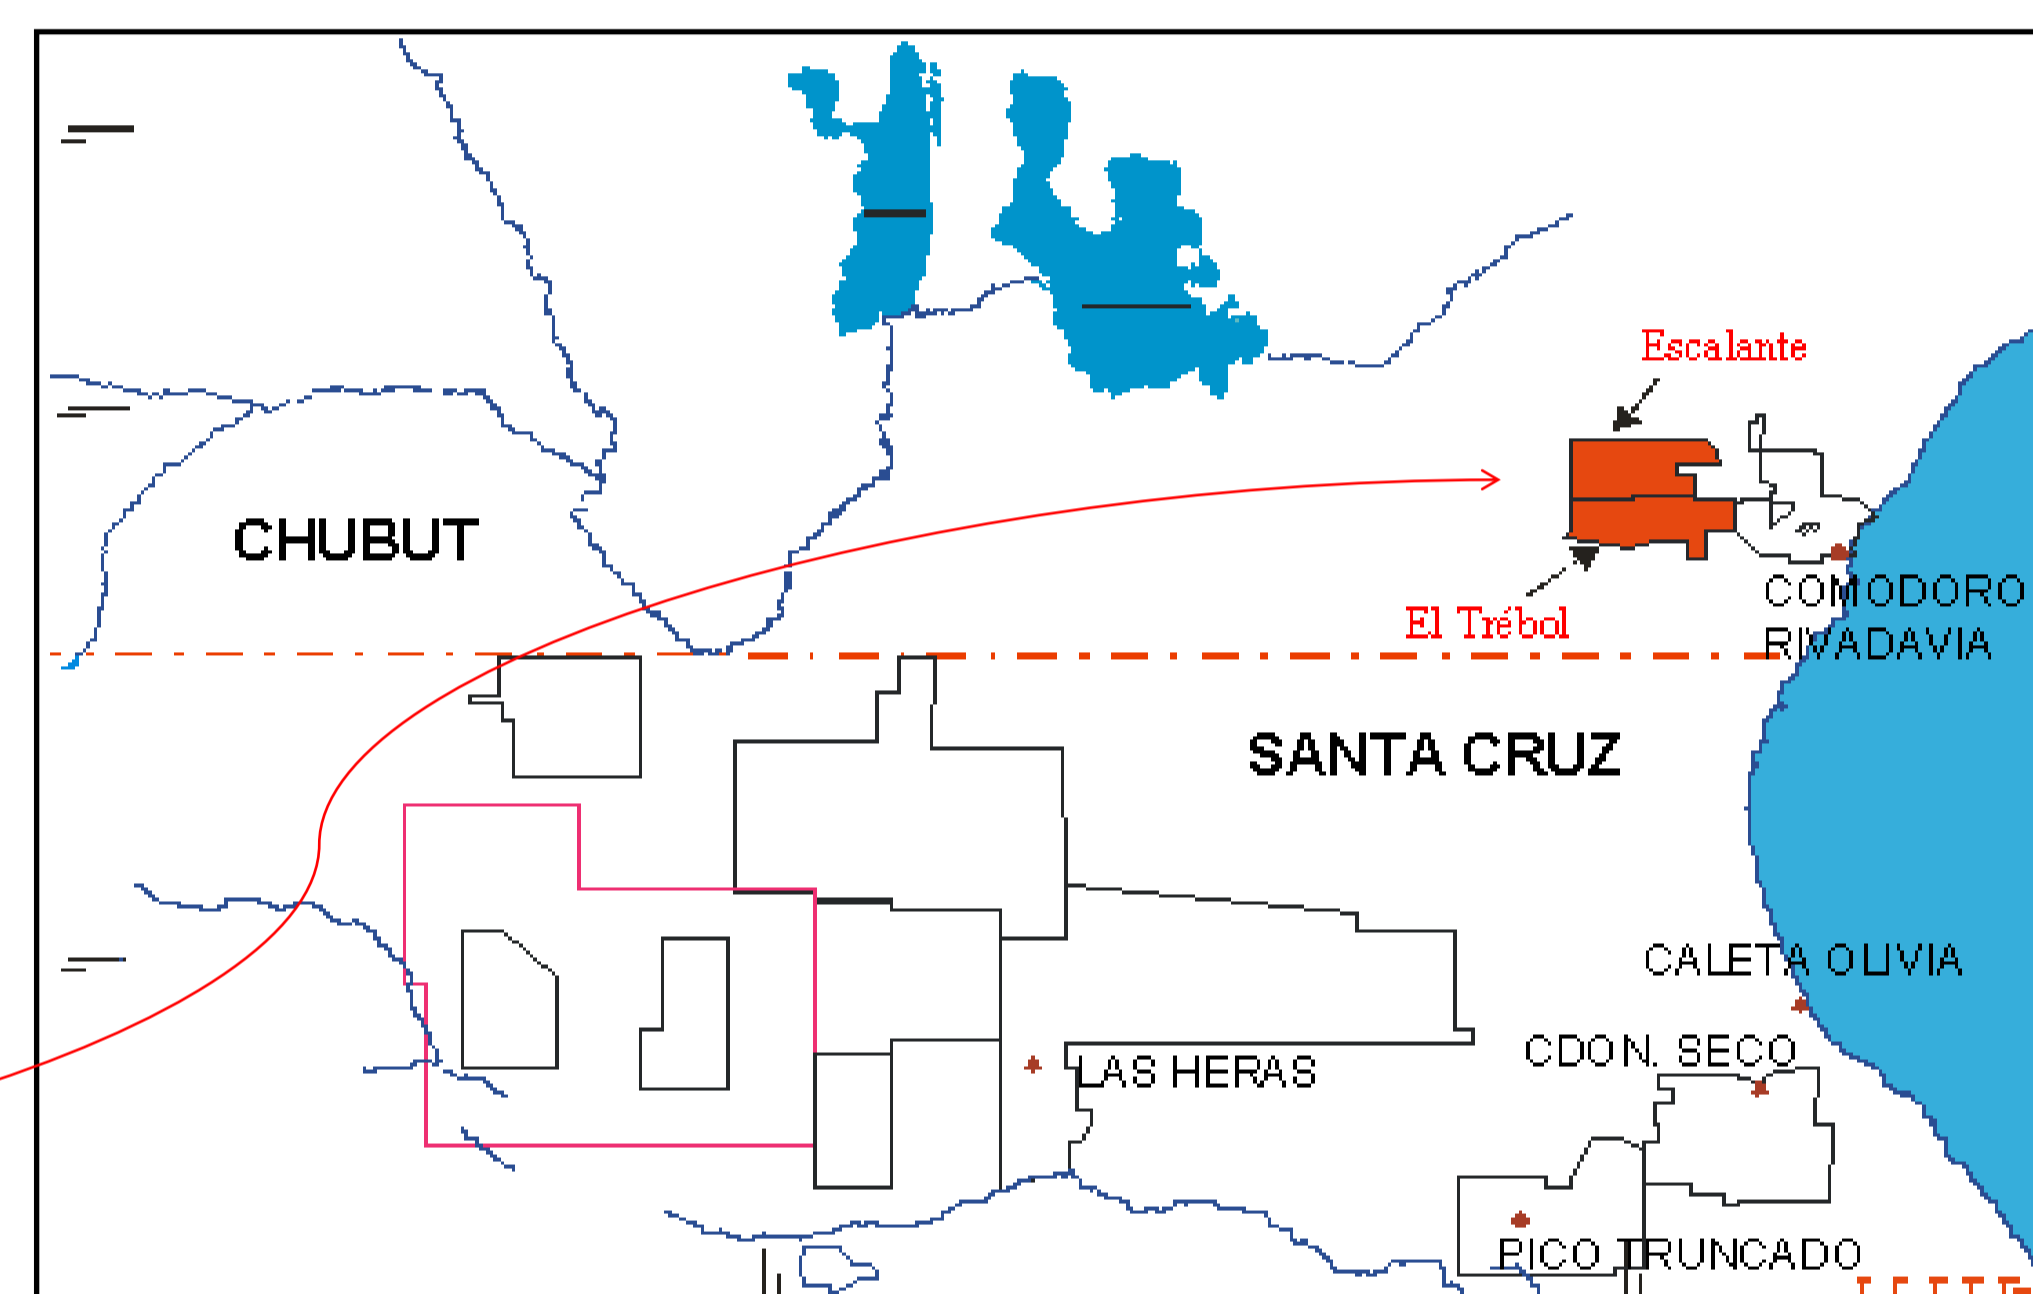 Escalante
CHUBUT
El Trébol
COMODORO
RIVADAVIA
SANTA CRUZ
CALETA OLIVIA
CDON. SECO
LAS HERAS
PICO TRUNCADO